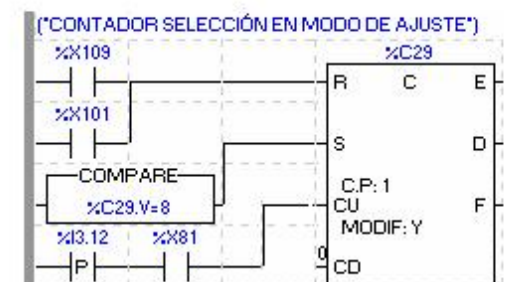 (*CONTADOR SELECCIÓN EN MODO DE AJUSTE*)
%X109 %C29
R C E
%X101
S D
COMPARE
C.P: 1
%C29.V=8 CU F
MODIF: Y
%I3.12 %X81
P 0 CD